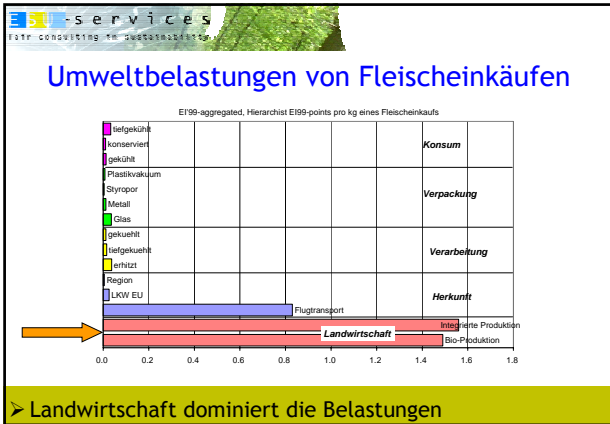 ESU-services
fair consulting in sustainability
Umweltbelastungen von Fleischeinkäufen
EI'99-aggregated, Hierarchist EI99-points pro kg eines Fleischeinkaufs
tiefgekühlt
konserviert
gekühlt
Konsum
Plastikvakuum
Styropor
Metall
Glas
Verpackung
gekuehlt
tiefgekuehlt
erhitzt
Verarbeitung
Region
LKW EU
Flugtransport
Herkunft
Integrierte Produktion
Bio-Produktion
Landwirtschaft
0.0 0.2 0.4 0.6 0.8 1.0 1.2 1.4 1.6 1.8
➢ Landwirtschaft dominiert die Belastungen